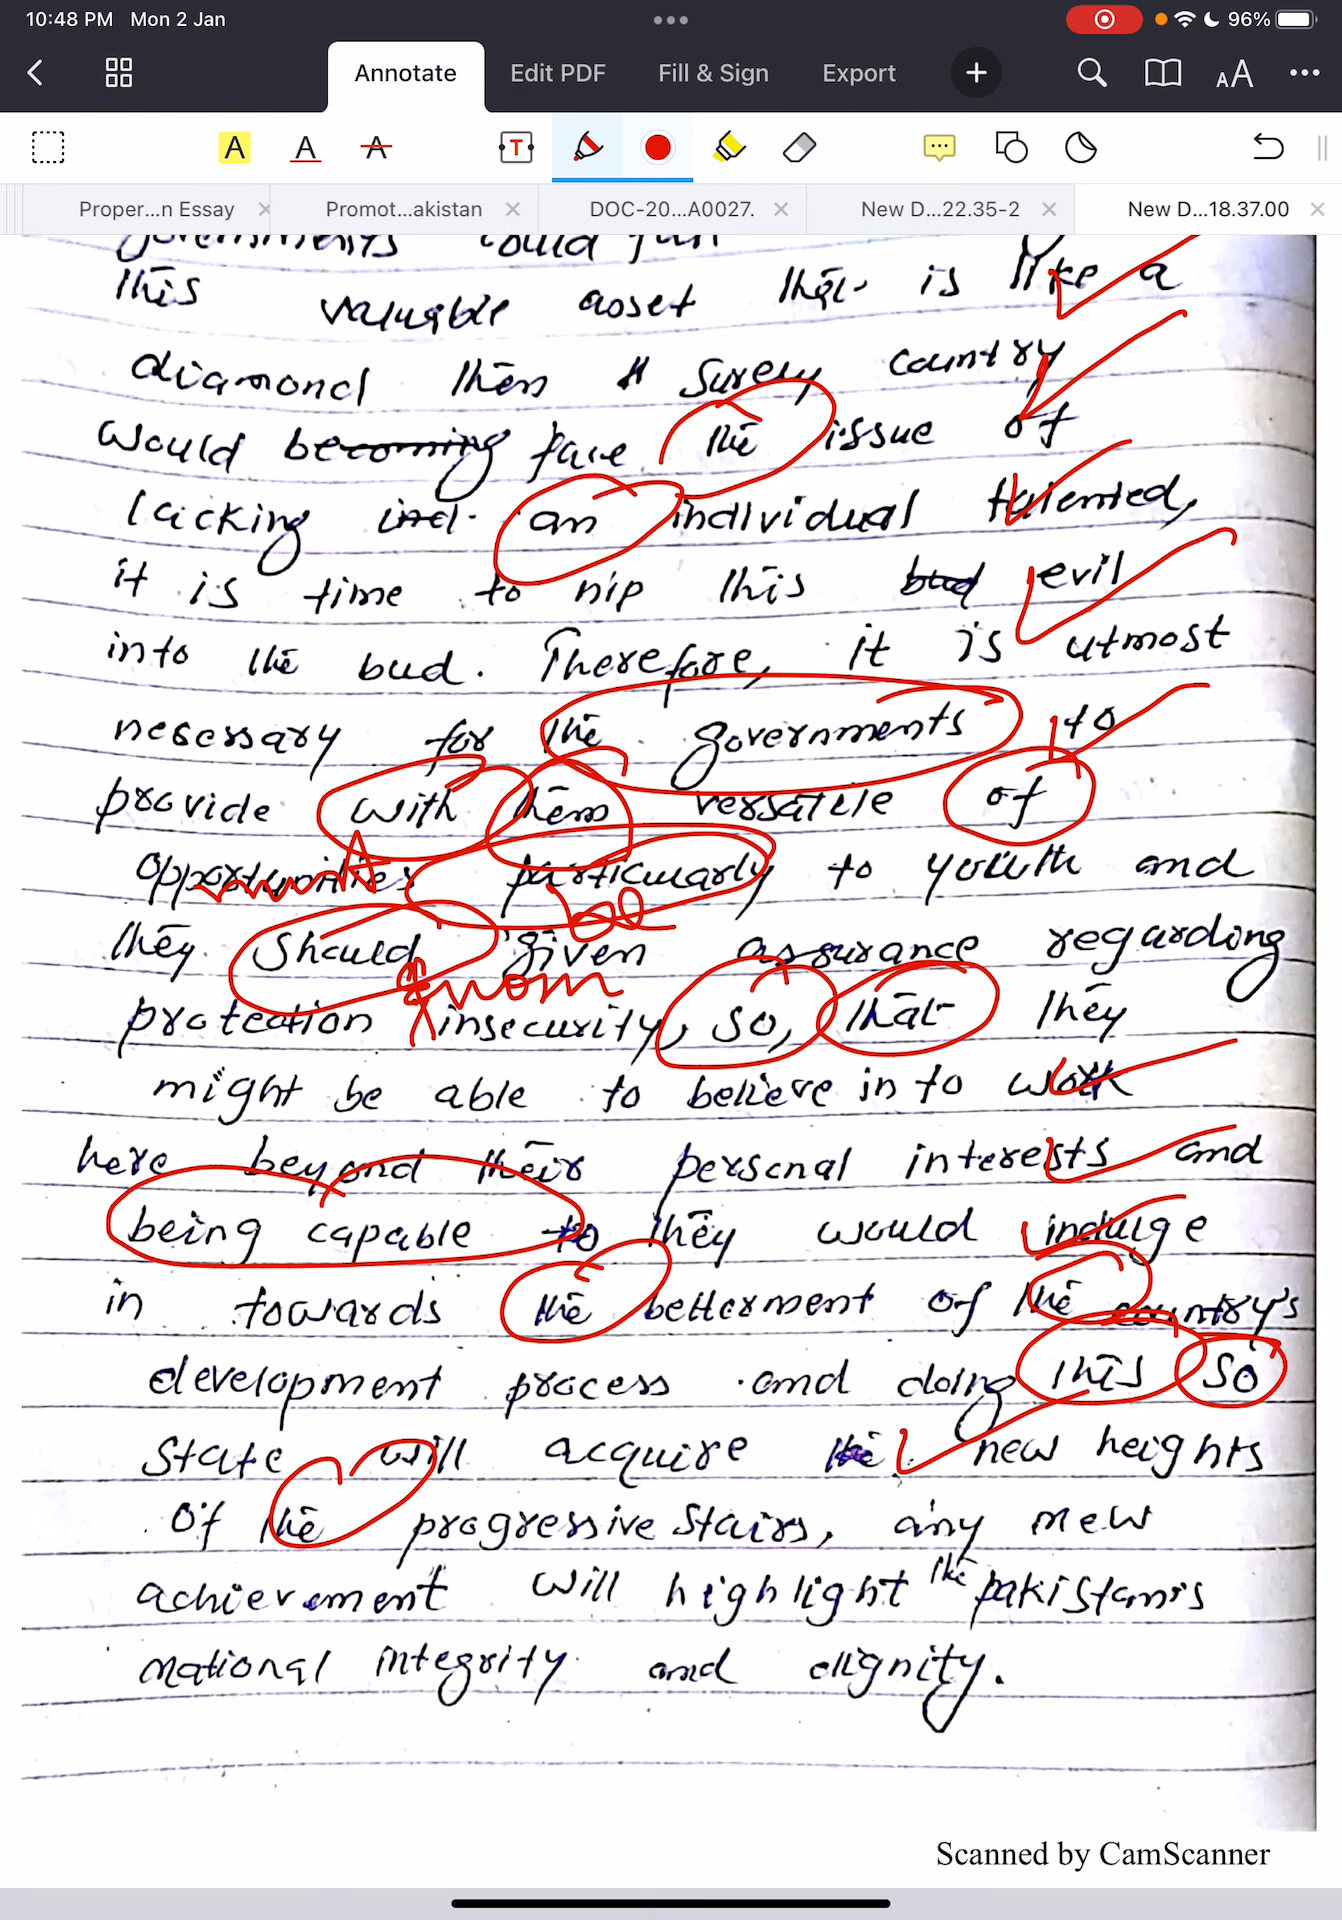 10:48 PM Mon 2 Jan
96%
Annotate Edit PDF Fill & Sign Export
A A A T AA
Proper...n Essay Promot...akistan DOC-20...A0027. New D...22.35-2 New D...18.37.00
governments could
this valuable asset that is like a
diamond then surely country
would becoming face the issue of
lacking ind. an individual talented,
it is time to nip this bud evil
into the bud. Therefore, it is utmost
necessary for the governments to
provide with them versatile of
opportunities particularly to youth and
be
they should given assurance regarding
from
protection insecurity, so, that they
might be able to believe in to work
here beyond their personal interests and
being capable to they would indulge
in towards the betterment of the country's
development process and doing this so
State will acquire the new heights
of the progressive stairs, any new
achievement will highlight the pakistan's
national integrity and dignity.
Scanned by CamScanner